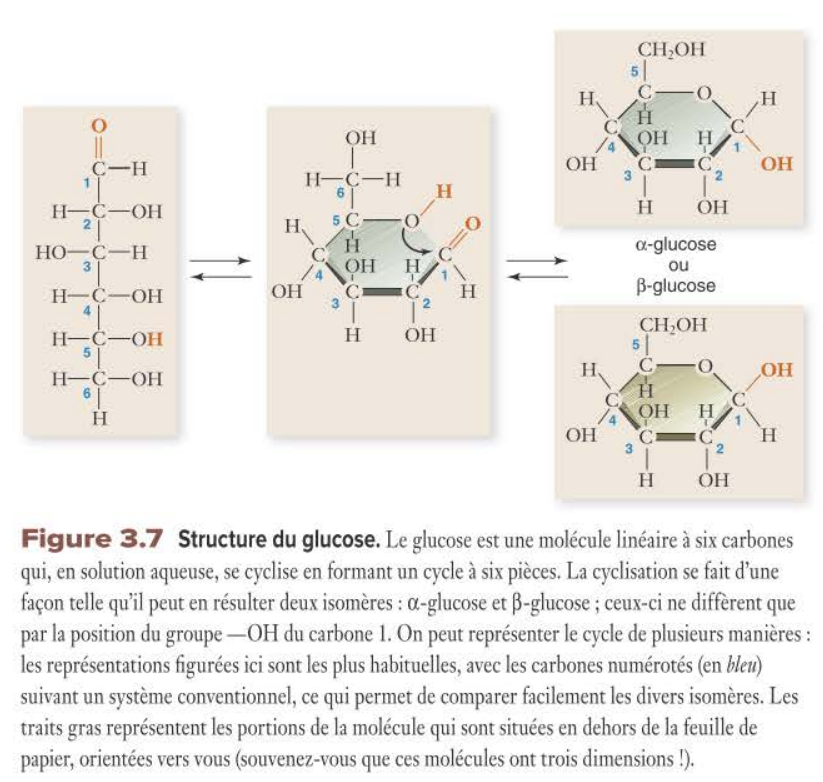 O
C—H
1
H—C—OH
2
HO—C—H
3
H—C—OH
4
H—C—OH
5
H—C—OH
6
H
OH
H—C—H
6
H
5 C O O
H H C
C OH H 1
4 C C H
OH 3 2
H OH
CH₂OH
5
H C O H
C H C
4 OH H 1
OH C C OH
3 2
H OH
α-glucose
ou
β-glucose
CH₂OH
5
H C O OH
C H C
4 OH H 1
OH C C H
3 2
H OH
Figure 3.7 Structure du glucose. Le glucose est une molécule linéaire à six carbones
qui, en solution aqueuse, se cyclise en formant un cycle à six pièces. La cyclisation se fait d'une
façon telle qu'il peut en résulter deux isomères : α-glucose et β-glucose ; ceux-ci ne diffèrent que
par la position du groupe —OH du carbone 1. On peut représenter le cycle de plusieurs manières :
les représentations figurées ici sont les plus habituelles, avec les carbones numérotés (en bleu)
suivant un système conventionnel, ce qui permet de comparer facilement les divers isomères. Les
traits gras représentent les portions de la molécule qui sont situées en dehors de la feuille de
papier, orientées vers vous (souvenez-vous que ces molécules ont trois dimensions !).